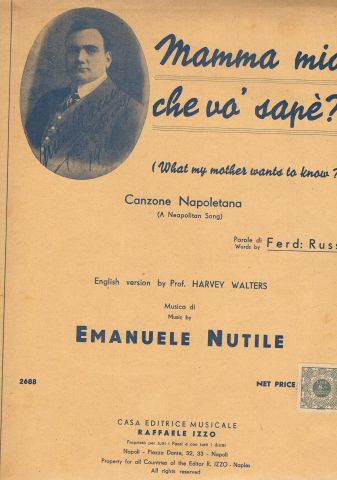 Mamma mia
che vo' sapè?
(What my mother wants to know?
Canzone Napoletana
(A Neapolitan Song)
Parole di
Words by
Ferd: Russ
English version by Prof. HARVEY WALTERS
Musica di
Music by
EMANUELE NUTILE
2688
NET PRICE
CASA EDITRICE MUSICALE
RAFFAELE IZZO
Proprietà per tutti i Paesi e con tutti i diritti
Napoli - Piazza Dante, 32, 33 - Napoli
Property for all Countries of the Editor R. IZZO - Naples
All rights reserved